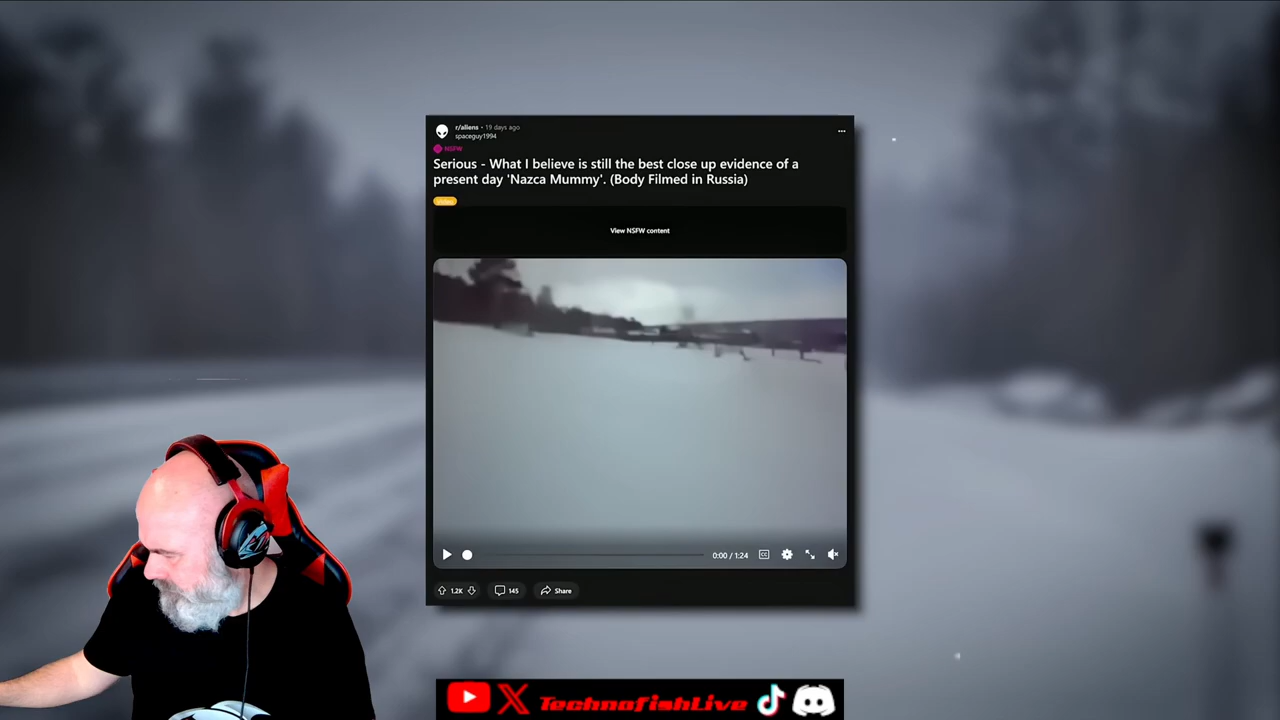 r/aliens • 19 days ago
spaceguy1994
NSFW
Serious - What I believe is still the best close up evidence of a
present day 'Nazca Mummy'. (Body Filmed in Russia)
Video
View NSFW content
0:00 / 1:24
1.2K
145
Share
TechnofishLive